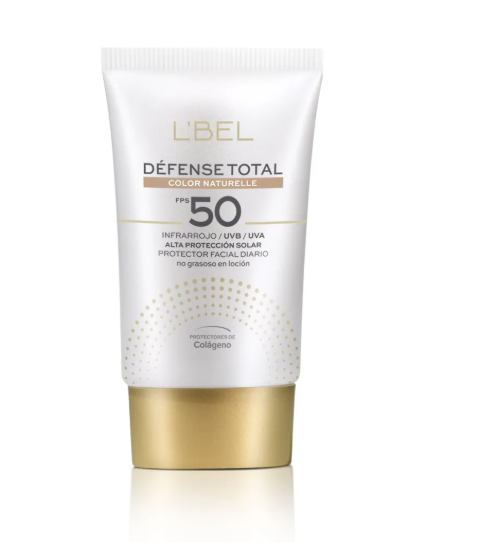 L'BEL
DÉFENSE TOTAL
COLOR NATURELLE
FPS 50
INFRARROJO / UVB / UVA
ALTA PROTECCIÓN SOLAR
PROTECTOR FACIAL DIARIO
no grasoso en loción
PROTECTORES DE
Colágeno